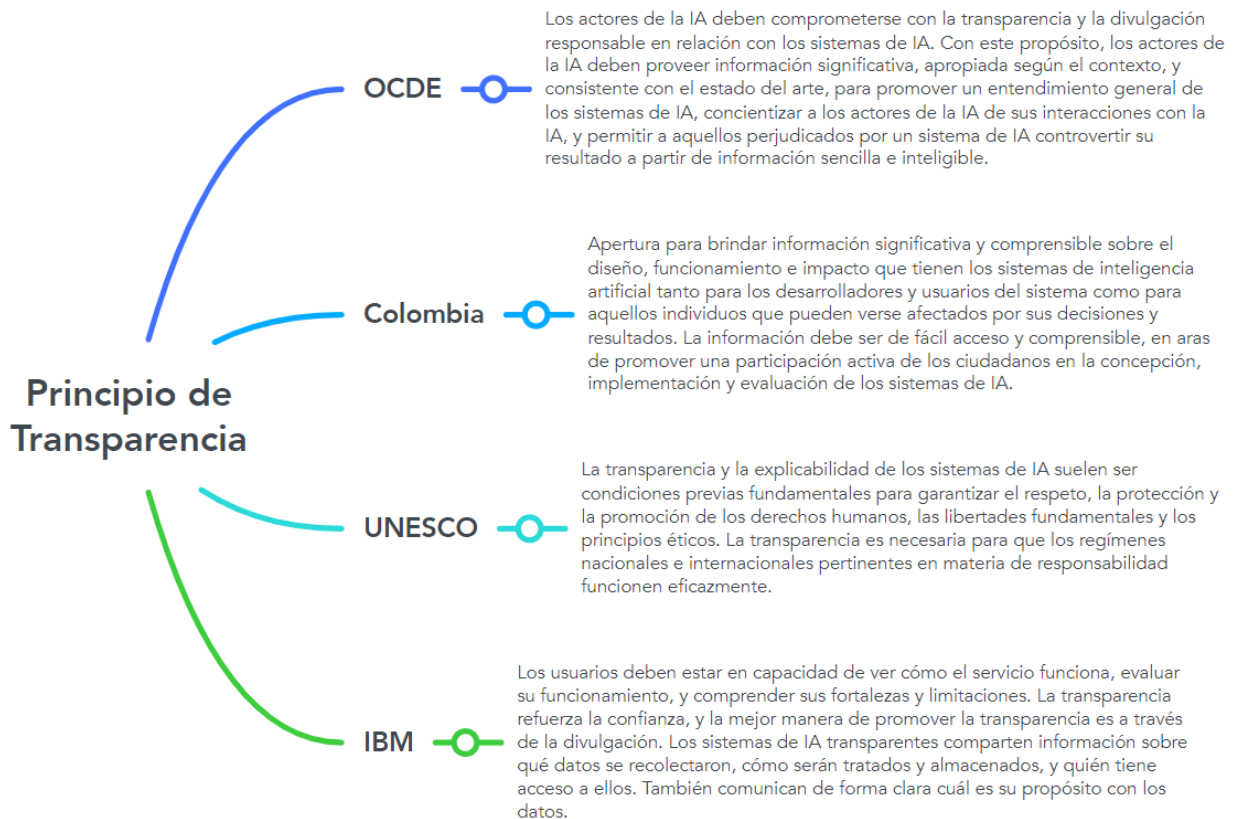 Principio de
Transparencia
OCDE
Los actores de la IA deben comprometerse con la transparencia y la divulgación
responsable en relación con los sistemas de IA. Con este propósito, los actores de
la IA deben proveer información significativa, apropiada según el contexto, y
consistente con el estado del arte, para promover un entendimiento general de
los sistemas de IA, concientizar a los actores de la IA de sus interacciones con la
IA, y permitir a aquellos perjudicados por un sistema de IA controvertir su
resultado a partir de información sencilla e inteligible.
Colombia
Apertura para brindar información significativa y comprensible sobre el
diseño, funcionamiento e impacto que tienen los sistemas de inteligencia
artificial tanto para los desarrolladores y usuarios del sistema como para
aquellos individuos que pueden verse afectados por sus decisiones y
resultados. La información debe ser de fácil acceso y comprensible, en aras
de promover una participación activa de los ciudadanos en la concepción,
implementación y evaluación de los sistemas de IA.
UNESCO
La transparencia y la explicabilidad de los sistemas de IA suelen ser
condiciones previas fundamentales para garantizar el respeto, la protección y
la promoción de los derechos humanos, las libertades fundamentales y los
principios éticos. La transparencia es necesaria para que los regímenes
nacionales e internacionales pertinentes en materia de responsabilidad
funcionen eficazmente.
IBM
Los usuarios deben estar en capacidad de ver cómo el servicio funciona, evaluar
su funcionamiento, y comprender sus fortalezas y limitaciones. La transparencia
refuerza la confianza, y la mejor manera de promover la transparencia es a través
de la divulgación. Los sistemas de IA transparentes comparten información sobre
qué datos se recolectaron, cómo serán tratados y almacenados, y quién tiene
acceso a ellos. También comunican de forma clara cuál es su propósito con los
datos.